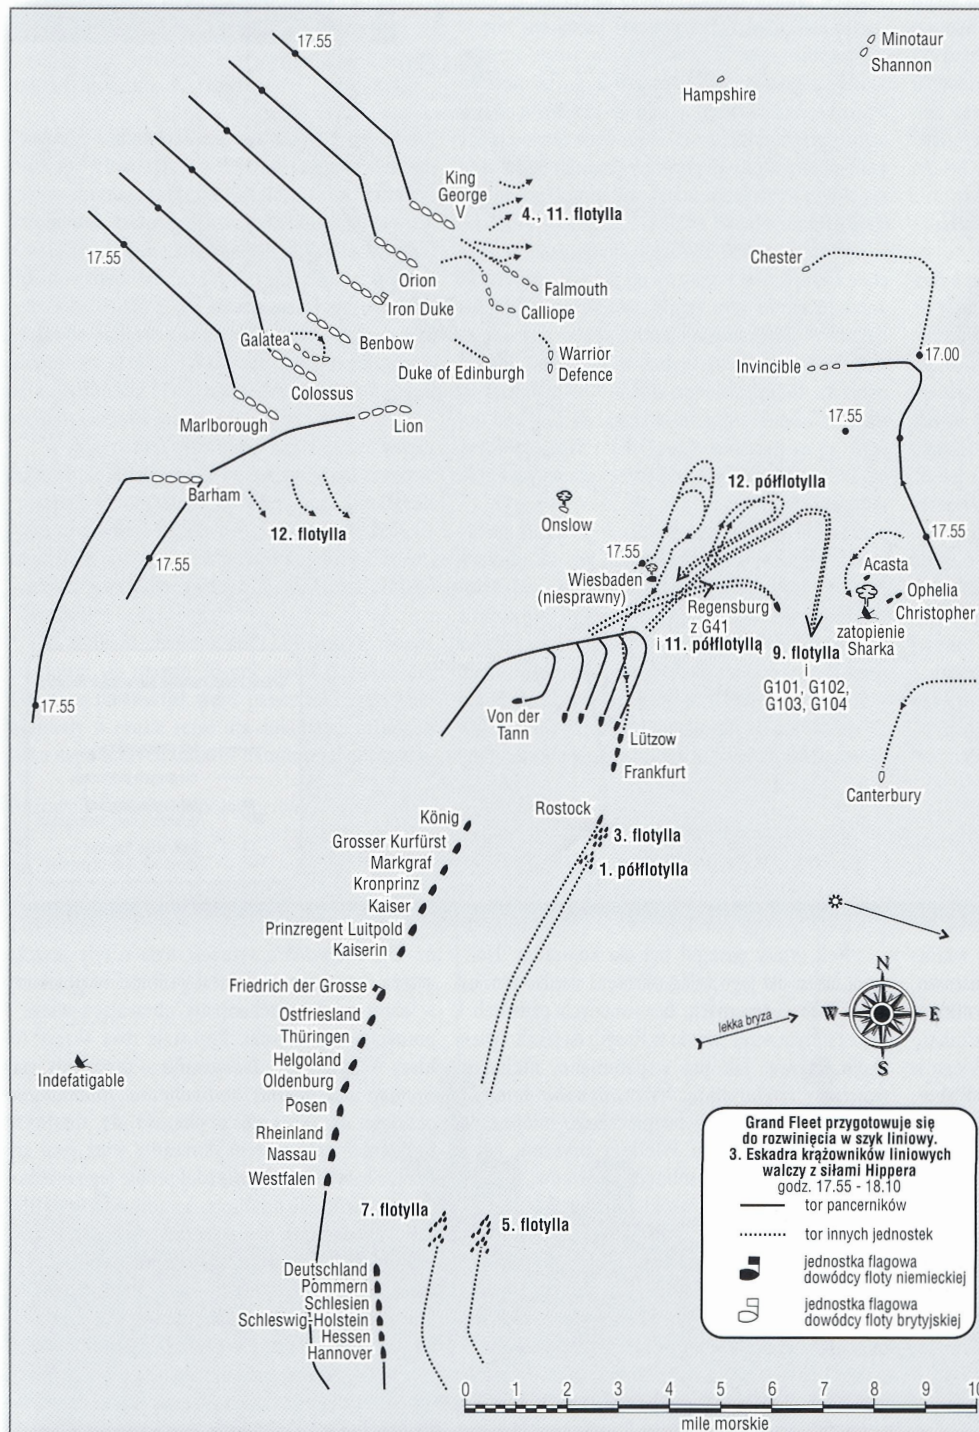 17.55
Minotaur
Shannon
Hampshire
King
George
V
4., 11. flotylla
17.55
Orion
Falmouth
Chester
Iron Duke
Calliope
Galatea
Benbow
Warrior
Defence
Duke of Edinburgh
17.00
Invincible
Colossus
Marlborough
Lion
17.55
Barham
12. flotylla
Onslow
12. półflotylla
17.55
17.55
17.55
Wiesbaden
(niesprawny)
Acasta
Ophelia
Christopher
Regensburg
z G41
i 11. półflotyllą
zatopienie
Sharka
9. flotylla
i
G101, G102,
G103, G104
17.55
Von der
Tann
Lützow
Frankfurt
Canterbury
König
Rostock
Grosser Kurfürst
3. flotylla
Markgraf
1. półflotylla
Kronprinz
Kaiser
Prinzregent Luitpold
Kaiserin
Friedrich der Grosse
Ostfriesland
Thüringen
Helgoland
Oldenburg
Posen
Rheinland
Nassau
Westfalen
Indefatigable
N
W
E
S
lekka bryza
7. flotylla
5. flotylla
Deutschland
Pommern
Schlesien
Schleswig-Holstein
Hessen
Hannover
Grand Fleet przygotowuje się
do rozwinięcia w szyk liniowy.
3. Eskadra krążowników liniowych
walczy z siłami Hippera
godz. 17.55 - 18.10
tor pancerników
tor innych jednostek
jednostka flagowa
dowódcy floty niemieckiej
jednostka flagowa
dowódcy floty brytyjskiej
0 1 2 3 4 5 6 7 8 9 10
mile morskie